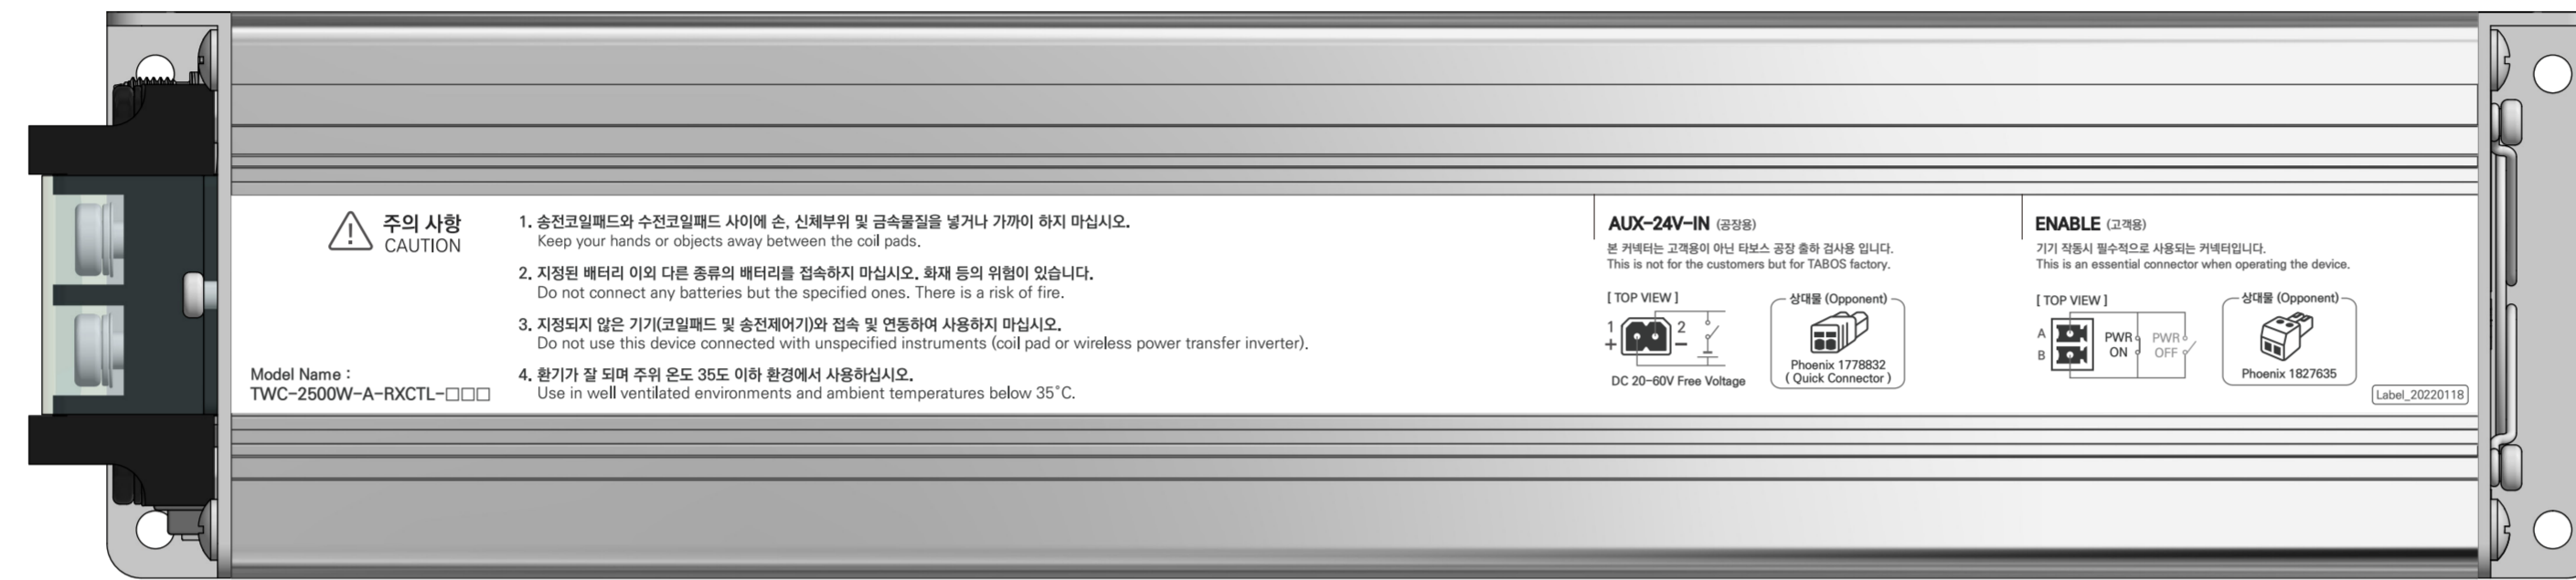 주의 사항
CAUTION
Model Name :
TWC-2500W-A-RXCTL-□□□
1. 송전코일패드와 수전코일패드 사이에 손, 신체부위 및 금속물질을 넣거나 가까이 하지 마십시오.
Keep your hands or objects away between the coil pads.
2. 지정된 배터리 이외 다른 종류의 배터리를 접속하지 마십시오. 화재 등의 위험이 있습니다.
Do not connect any batteries but the specified ones. There is a risk of fire.
3. 지정되지 않은 기기(코일패드 및 송전제어기)와 접속 및 연동하여 사용하지 마십시오.
Do not use this device connected with unspecified instruments (coil pad or wireless power transfer inverter).
4. 환기가 잘 되며 주위 온도 35도 이하 환경에서 사용하십시오.
Use in well ventilated environments and ambient temperatures below 35˚C.
AUX-24V-IN (공장용)
본 커넥터는 고객용이 아닌 타보스 공장 출하 검사용 입니다.
This is not for the customers but for TABOS factory.
[ TOP VIEW ]
1 2
+ −
DC 20-60V Free Voltage
상대물 (Opponent)
Phoenix 1778832
( Quick Connector )
ENABLE (고객용)
기기 작동시 필수적으로 사용되는 커넥터입니다.
This is an essential connector when operating the device.
[ TOP VIEW ]
A
B
PWR
ON
PWR
OFF
상대물 (Opponent)
Phoenix 1827635
Label_20220118